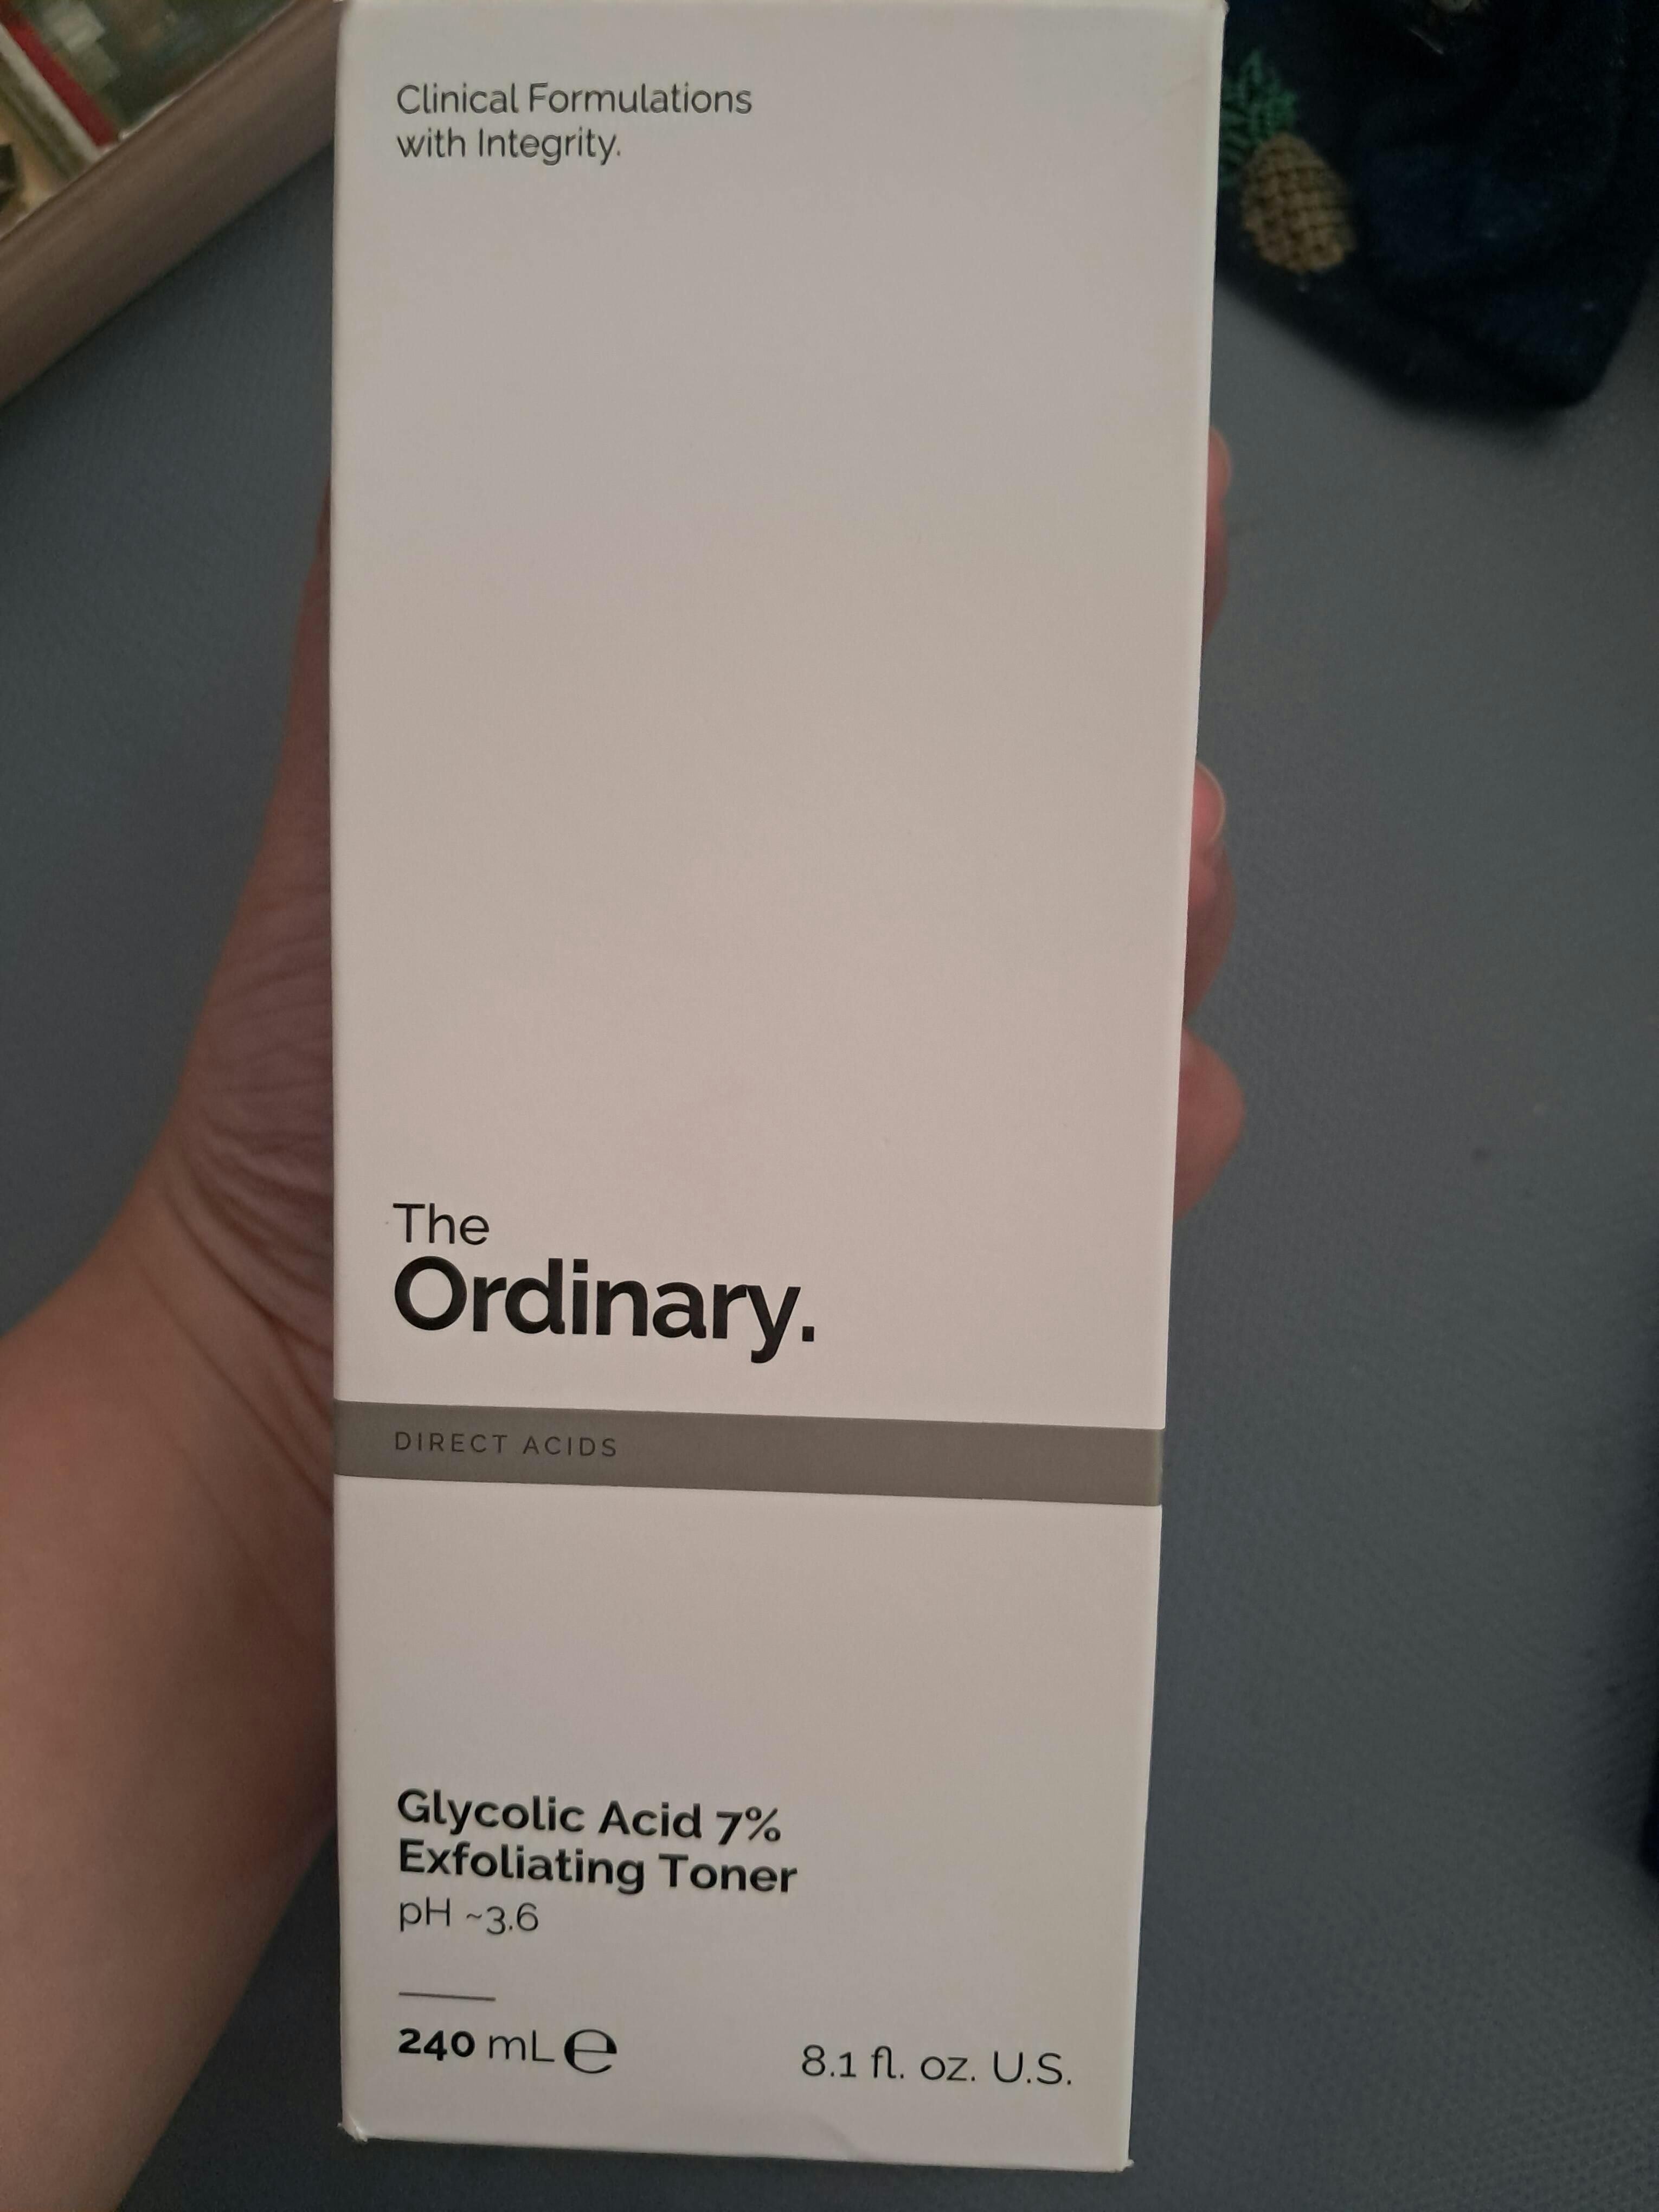 Clinical Formulations
with Integrity.
The
Ordinary.
DIRECT ACIDS
Glycolic Acid 7%
Exfoliating Toner
pH ~3.6
240 mL ℮
8.1 fl. oz. U.S.